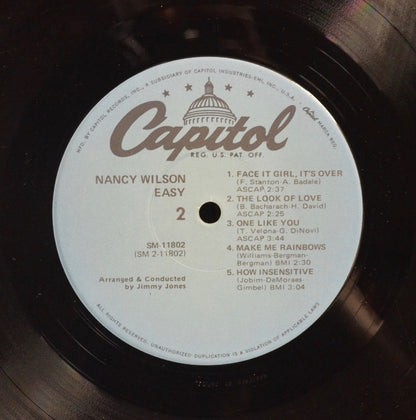 MFD. BY CAPITOL RECORDS, INC., A SUBSIDIARY OF CAPITOL INDUSTRIES-EMI, INC., U.S.A. Capitol MARCA REG.
Capitol
REG. U.S. PAT. OFF.
NANCY WILSON
EASY
2
SM-11802
(SM 2-11802)
Arranged & Conducted
by Jimmy Jones
1. FACE IT GIRL, IT'S OVER
(F. Stanton-A. Badale)
ASCAP 2:37
2. THE LOOK OF LOVE
(B. Bacharach-H. David)
ASCAP 2:25
3. ONE LIKE YOU
(T. Velona-G. DiNovi)
ASCAP 3:44
4. MAKE ME RAINBOWS
(Williams-Bergman-
Bergman) BMI 2:30
5. HOW INSENSITIVE
(Jobim-DeMoraes-
Gimbel) BMI 3:04
ALL RIGHTS RESERVED. UNAUTHORIZED DUPLICATION IS A VIOLATION OF APPLICABLE LAWS